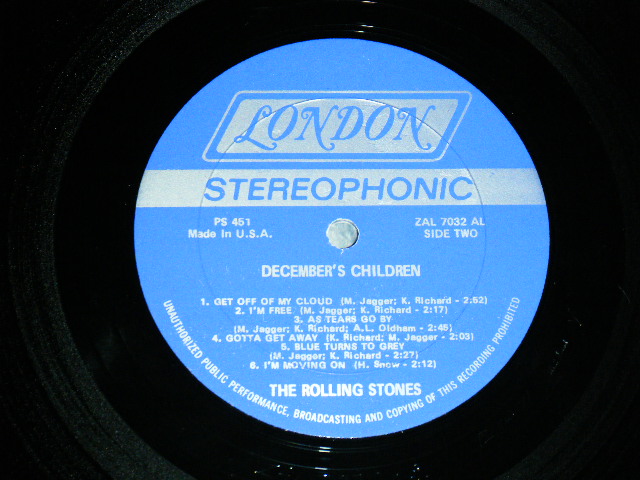 LONDON
STEREOPHONIC
PS 451 ZAL 7032 AL
Made In U.S.A. SIDE TWO
DECEMBER'S CHILDREN
1. GET OFF OF MY CLOUD (M. Jagger; K. Richard - 2:52)
2. I'M FREE (M. Jagger; K. Richard - 2:17)
3. AS TEARS GO BY
(M. Jagger; K. Richard; A.L. Oldham - 2:45)
4. GOTTA GET AWAY (K. Richard; M. Jagger - 2:03)
5. BLUE TURNS TO GREY
(M. Jagger; K. Richard - 2:27)
6. I'M MOVING ON (H. Snow - 2:12)
THE ROLLING STONES
UNAUTHORIZED PUBLIC PERFORMANCE, BROADCASTING AND COPYING OF THIS RECORDING PROHIBITED